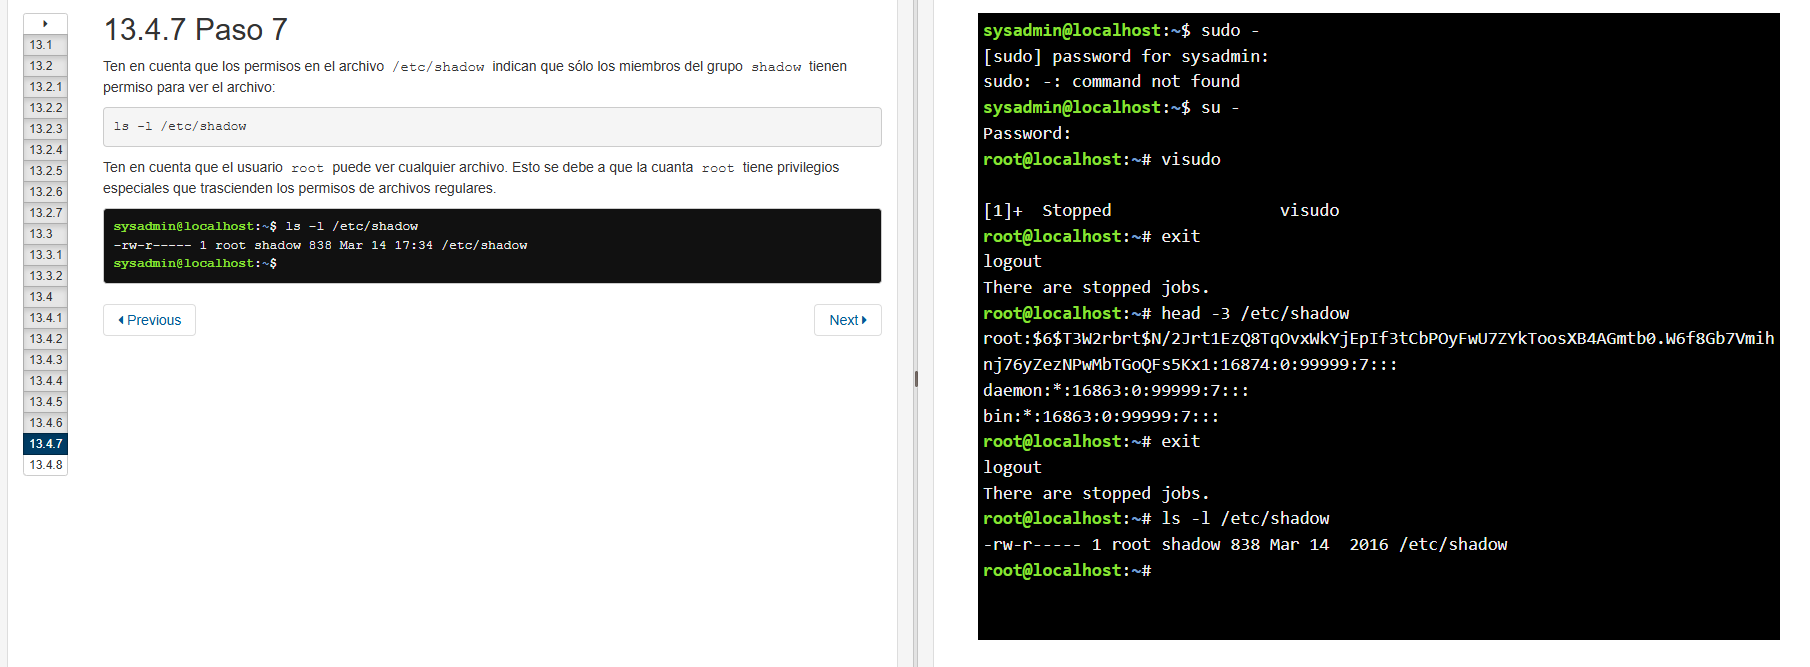 13.1
13.2
13.2.1
13.2.2
13.2.3
13.2.4
13.2.5
13.2.6
13.2.7
13.3
13.3.1
13.3.2
13.4
13.4.1
13.4.2
13.4.3
13.4.4
13.4.5
13.4.6
13.4.7
13.4.8
13.4.7 Paso 7
Ten en cuenta que los permisos en el archivo /etc/shadow indican que sólo los miembros del grupo shadow tienen
permiso para ver el archivo:
ls -l /etc/shadow
Ten en cuenta que el usuario root puede ver cualquier archivo. Esto se debe a que la cuanta root tiene privilegios
especiales que trascienden los permisos de archivos regulares.
sysadmin@localhost:~$ ls -l /etc/shadow
-rw-r----- 1 root shadow 838 Mar 14 17:34 /etc/shadow
sysadmin@localhost:~$
Previous
Next
sysadmin@localhost:~$ sudo -
[sudo] password for sysadmin:
sudo: -: command not found
sysadmin@localhost:~$ su -
Password:
root@localhost:~# visudo
[1]+  Stopped                 visudo
root@localhost:~# exit
logout
There are stopped jobs.
root@localhost:~# head -3 /etc/shadow
root:$6$T3W2rbrt$N/2Jrt1EzQ8TqOvxWkYjEpIf3tCbPOyFwU7ZYkToosXB4AGmtb0.W6f8Gb7Vmih
nj76yZezNPwMbTGoQFs5Kx1:16874:0:99999:7:::
daemon:*:16863:0:99999:7:::
bin:*:16863:0:99999:7:::
root@localhost:~# exit
logout
There are stopped jobs.
root@localhost:~# ls -l /etc/shadow
-rw-r----- 1 root shadow 838 Mar 14  2016 /etc/shadow
root@localhost:~#